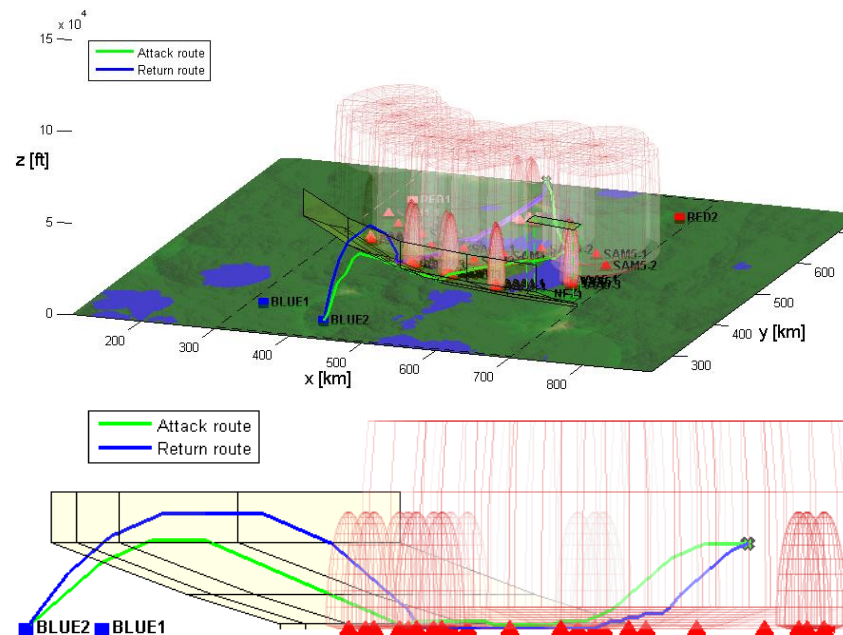 x 10^4
15
Attack route
Return route
10
z [ft]
5
RED1
RED2
SAM5-1
SAM5-2
0
BLUE1
BLUE2
200
300
400
500
600
700
800
x [km]
300
400
500
600
y [km]
Attack route
Return route
BLUE2
BLUE1